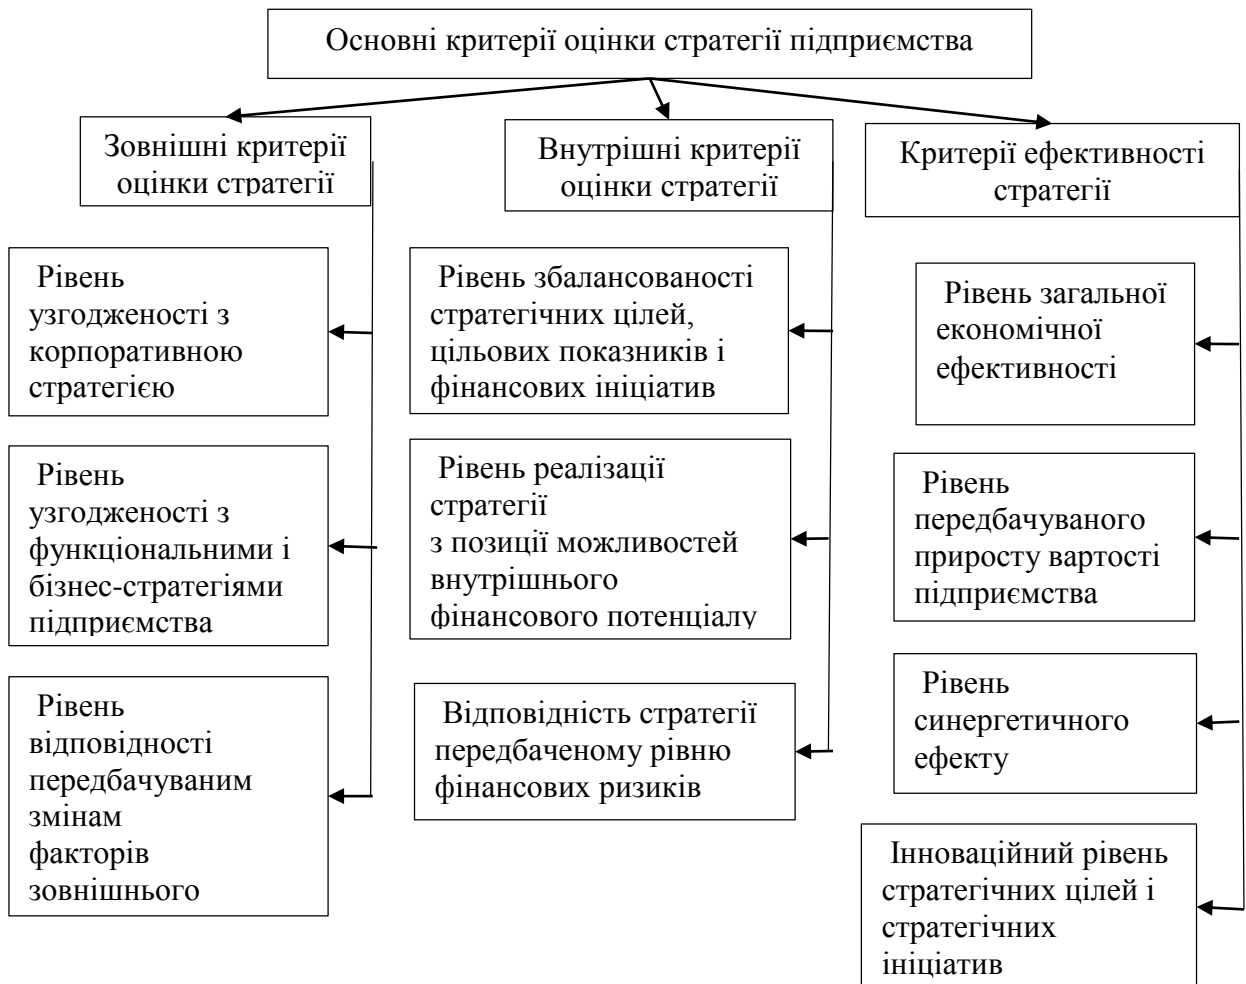 Основні критерії оцінки стратегії підприємства
Зовнішні критерії
оцінки стратегії
Внутрішні критерії
оцінки стратегії
Критерії ефективності
стратегії
Рівень
узгодженості з
корпоративною
стратегією
Рівень
узгодженості з
функціональними і
бізнес-стратегіями
підприємства
Рівень
відповідності
передбачуваним
змінам
факторів
зовнішнього
Рівень збалансованості
стратегічних цілей,
цільових показників і
фінансових ініціатив
Рівень реалізації
стратегії
з позиції можливостей
внутрішнього
фінансового потенціалу
Відповідність стратегії
передбаченому рівню
фінансових ризиків
Рівень загальної
економічної
ефективності
Рівень
передбачуваного
приросту вартості
підприємства
Рівень
синергетичного
ефекту
Інноваційний рівень
стратегічних цілей і
стратегічних
ініціатив